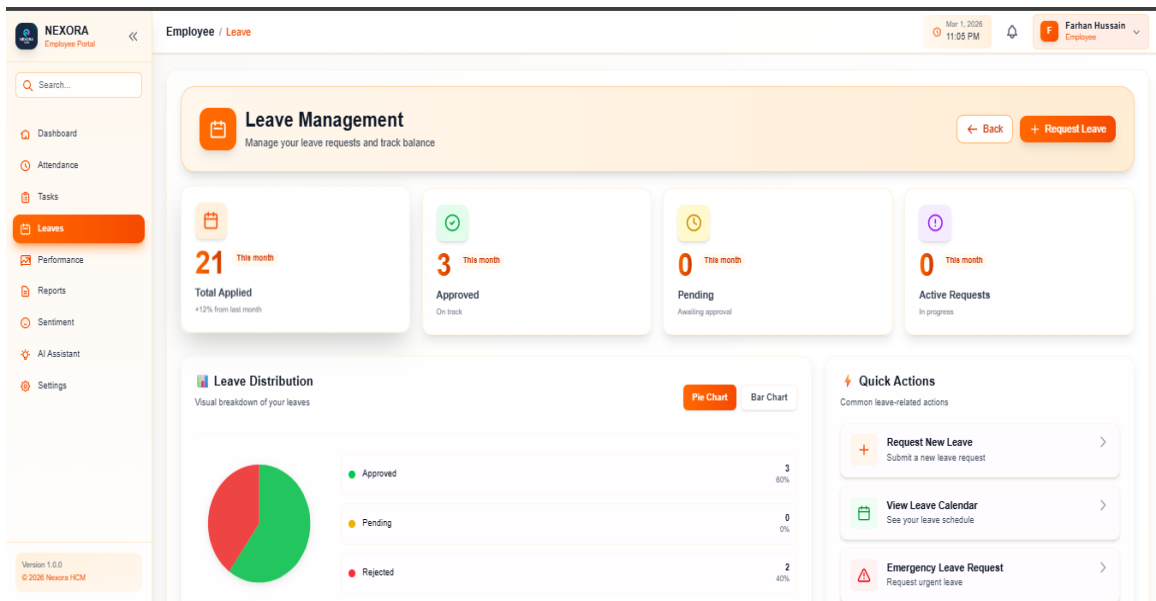 NEXORA
Employee Portal
Search...
Dashboard
Attendance
Tasks
Leaves
Performance
Reports
Sentiment
AI Assistant
Settings
Version 1.0.0
© 2026 Nexora HCM
Employee / Leave
Mar 1, 2026
11:05 PM
F
Farhan Hussain
Employee
Leave Management
Manage your leave requests and track balance
← Back
+ Request Leave
21 This month
Total Applied
+12% from last month
3 This month
Approved
On track
0 This month
Pending
Awaiting approval
0 This month
Active Requests
In progress
Leave Distribution
Visual breakdown of your leaves
Pie Chart
Bar Chart
Approved
3
60%
Pending
0
0%
Rejected
2
40%
Quick Actions
Common leave-related actions
Request New Leave
Submit a new leave request
View Leave Calendar
See your leave schedule
Emergency Leave Request
Request urgent leave